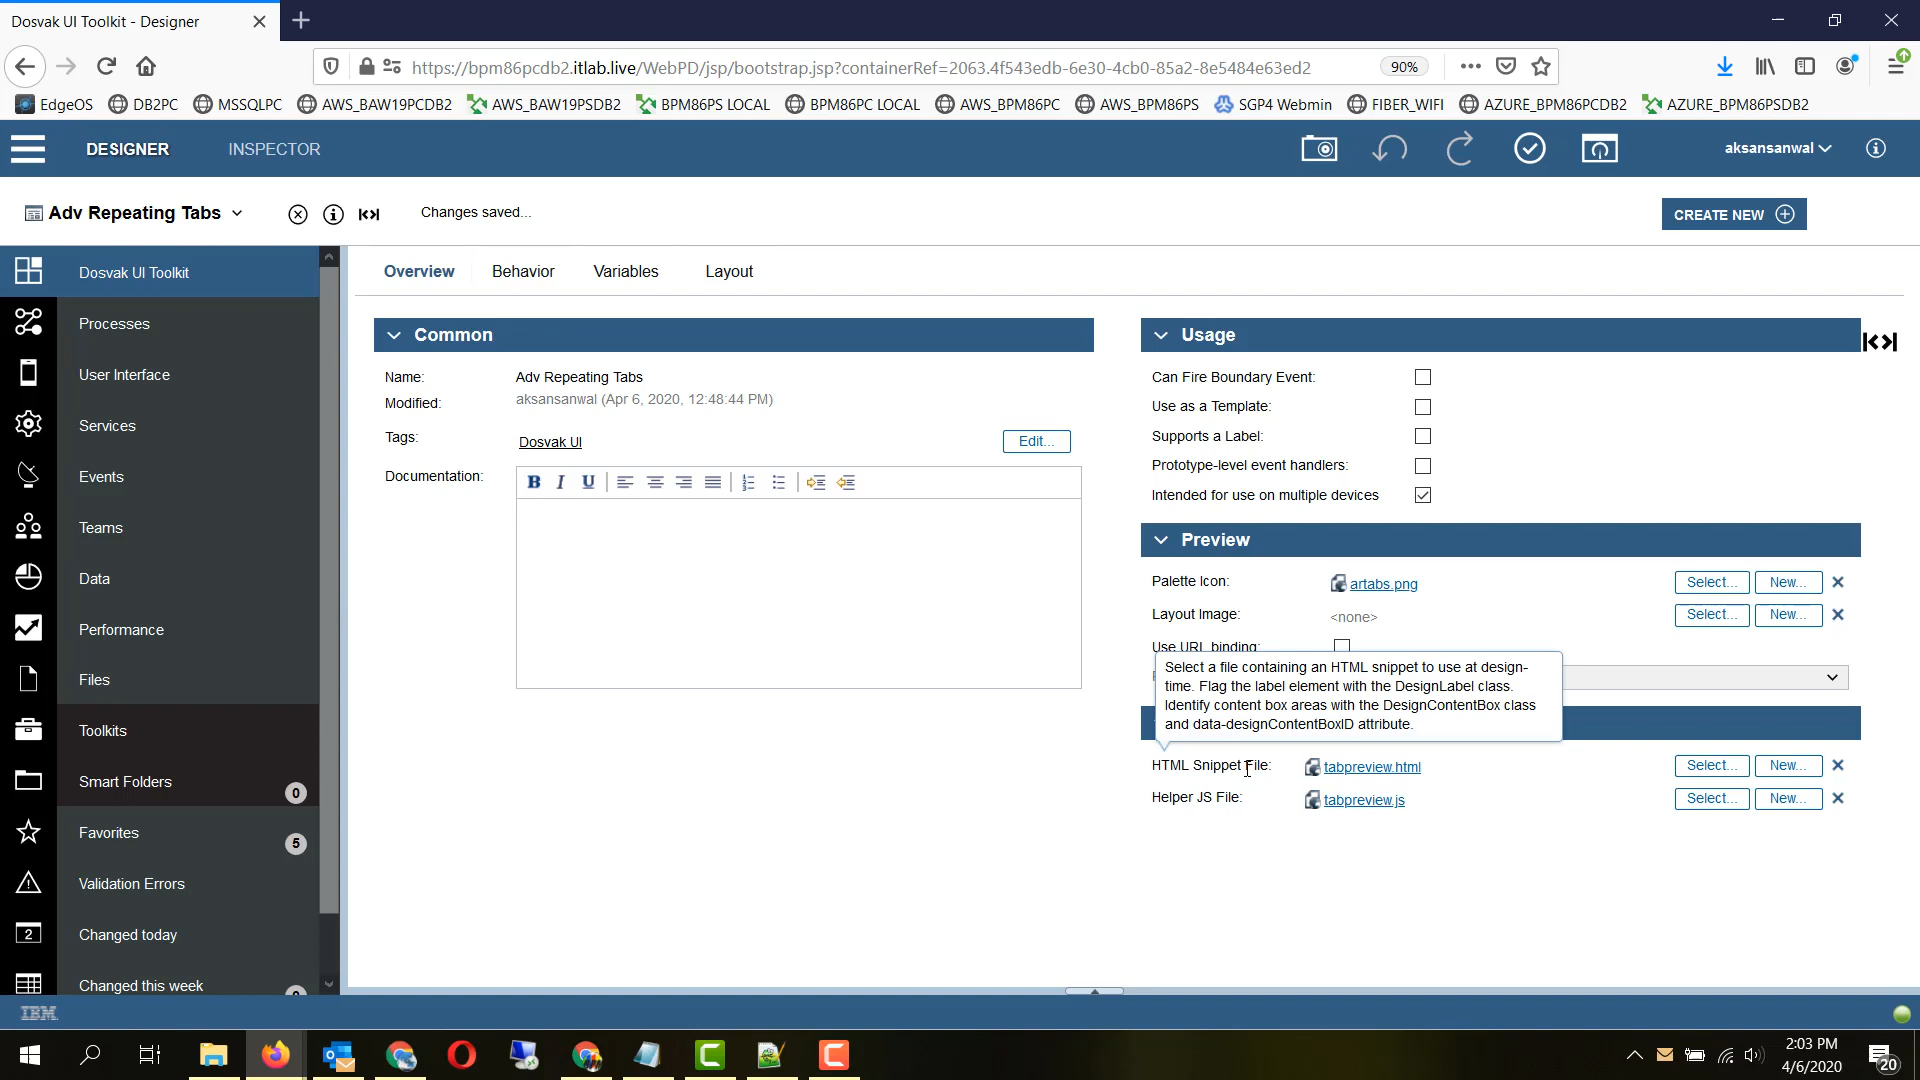 Dosvak UI Toolkit - Designer
https://bpm86pcdb2.itlab.live/WebPD/jsp/bootstrap.jsp?containerRef=2063.4f543edb-6e30-4cb0-85a2-8e5484e63ed2
90%
EdgeOS
DB2PC
MSSQLPC
AWS_BAW19PCDB2
AWS_BAW19PSDB2
BPM86PS LOCAL
BPM86PC LOCAL
AWS_BPM86PC
AWS_BPM86PS
SGP4 Webmin
FIBER_WIFI
AZURE_BPM86PCDB2
AZURE_BPM86PSDB2
DESIGNER
INSPECTOR
aksansanwal
Adv Repeating Tabs
Changes saved...
CREATE NEW
Dosvak UI Toolkit
Processes
User Interface
Services
Events
Teams
Data
Performance
Files
Toolkits
Smart Folders
0
Favorites
5
Validation Errors
2
Changed today
Changed this week
Overview
Behavior
Variables
Layout
Common
Name:
Adv Repeating Tabs
Modified:
aksansanwal (Apr 6, 2020, 12:48:44 PM)
Tags:
Dosvak UI
Edit...
Documentation:
B I U
Usage
Can Fire Boundary Event:
Use as a Template:
Supports a Label:
Prototype-level event handlers:
Intended for use on multiple devices
Preview
Palette Icon:
artabs.png
Select...
New...
Layout Image:
<none>
Select...
New...
Use URL binding:
Select a file containing an HTML snippet to use at design-
time. Flag the label element with the DesignLabel class.
Identify content box areas with the DesignContentBox class
and data-designContentBoxID attribute.
HTML Snippet File:
tabpreview.html
Select...
New...
Helper JS File:
tabpreview.js
Select...
New...
IBM
2:03 PM
4/6/2020
20